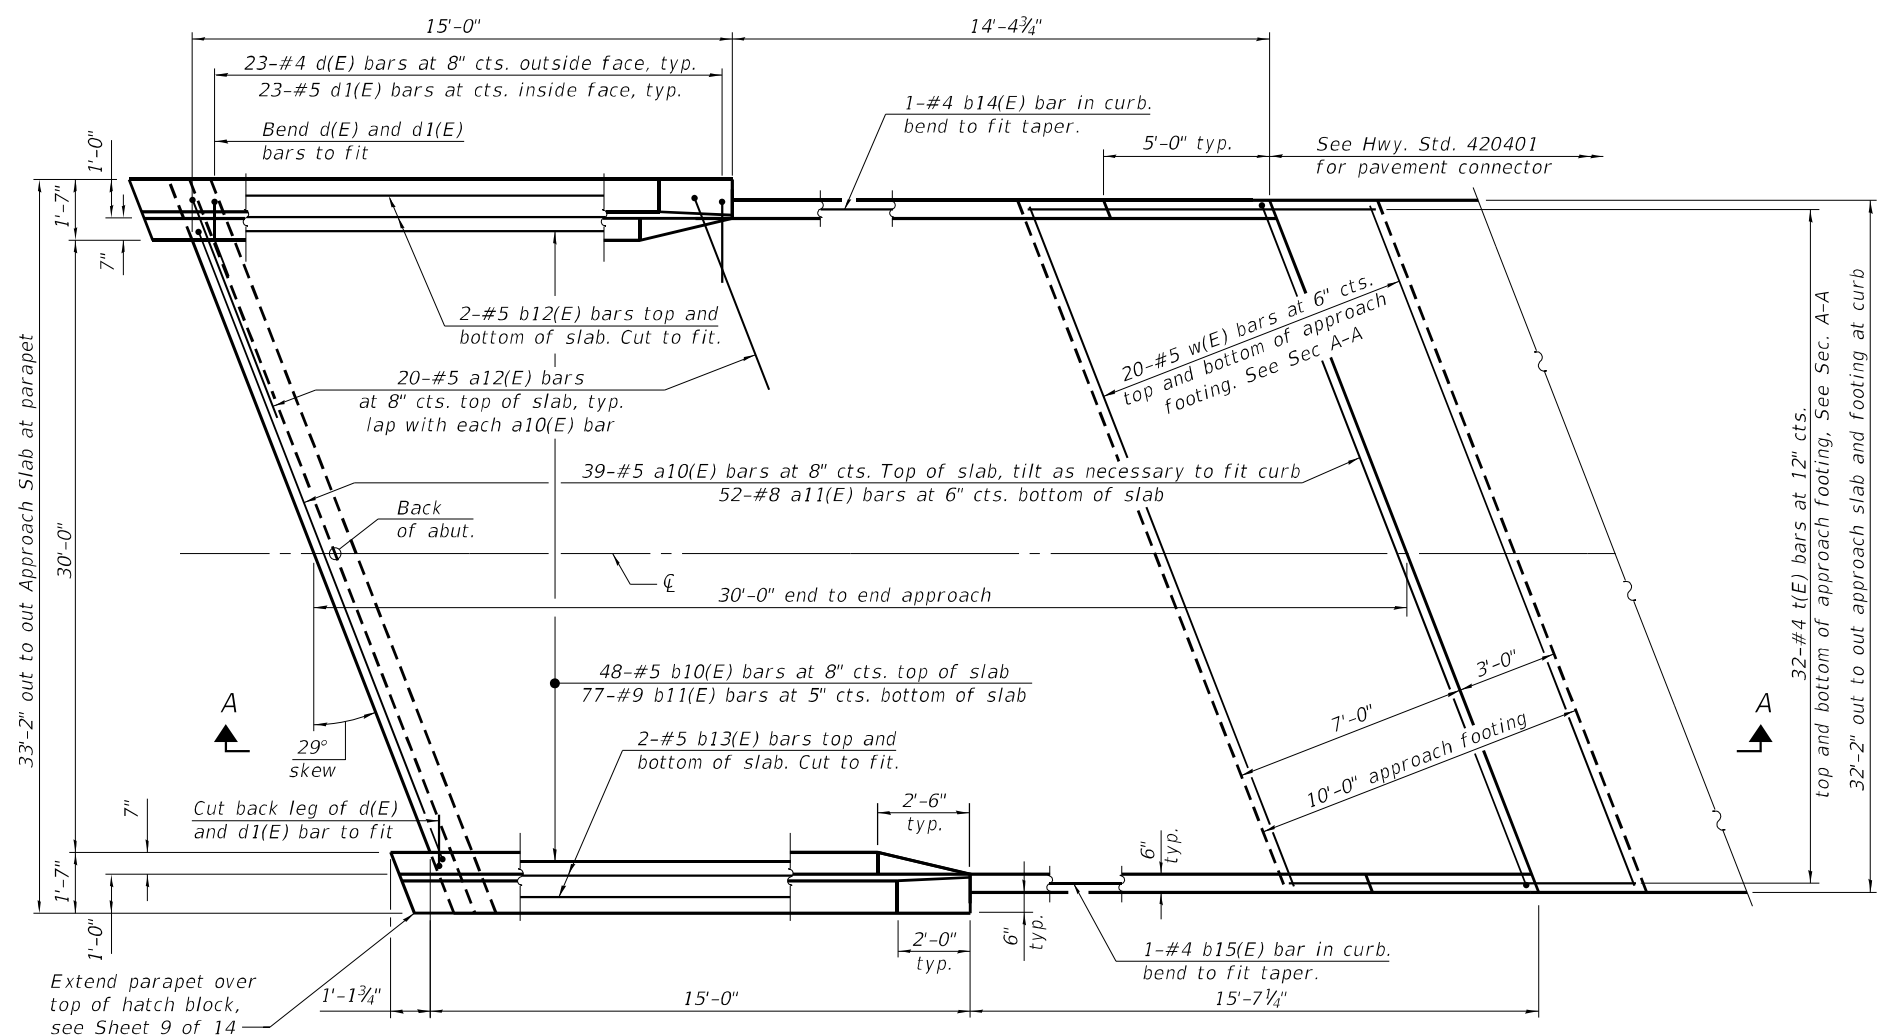 15'-0"
14'-4¾"
23-#4 d(E) bars at 8" cts. outside face, typ.
23-#5 d1(E) bars at cts. inside face, typ.
1-#4 b14(E) bar in curb.
bend to fit taper.
Bend d(E) and d1(E)
bars to fit
5'-0" typ.
See Hwy. Std. 420401
for pavement connector
1'-0"
1'-7"
7"
2-#5 b12(E) bars top and
bottom of slab. Cut to fit.
20-#5 w(E) bars at 6" cts.
top and bottom of approach
footing. See Sec A-A
20-#5 a12(E) bars
at 8" cts. top of slab, typ.
lap with each a10(E) bar
39-#5 a10(E) bars at 8" cts. Top of slab, tilt as necessary to fit curb
52-#8 a11(E) bars at 6" cts. bottom of slab
Back
of abut.
33'-2" out to out Approach Slab at parapet
30'-0"
℄
30'-0" end to end approach
32-#4 t(E) bars at 12" cts.
top and bottom of approach footing, See Sec. A-A
32'-2" out to out approach slab and footing at curb
48-#5 b10(E) bars at 8" cts. top of slab
77-#9 b11(E) bars at 5" cts. bottom of slab
3'-0"
7'-0"
10'-0" approach footing
A
A
29°
skew
2-#5 b13(E) bars top and
bottom of slab. Cut to fit.
Cut back leg of d(E)
and d1(E) bar to fit
7"
2'-6"
typ.
6"
typ.
1'-7"
1'-0"
2'-0"
typ.
6"
typ.
1-#4 b15(E) bar in curb.
bend to fit taper.
Extend parapet over
top of hatch block,
see Sheet 9 of 14
1'-1¾"
15'-0"
15'-7¼"